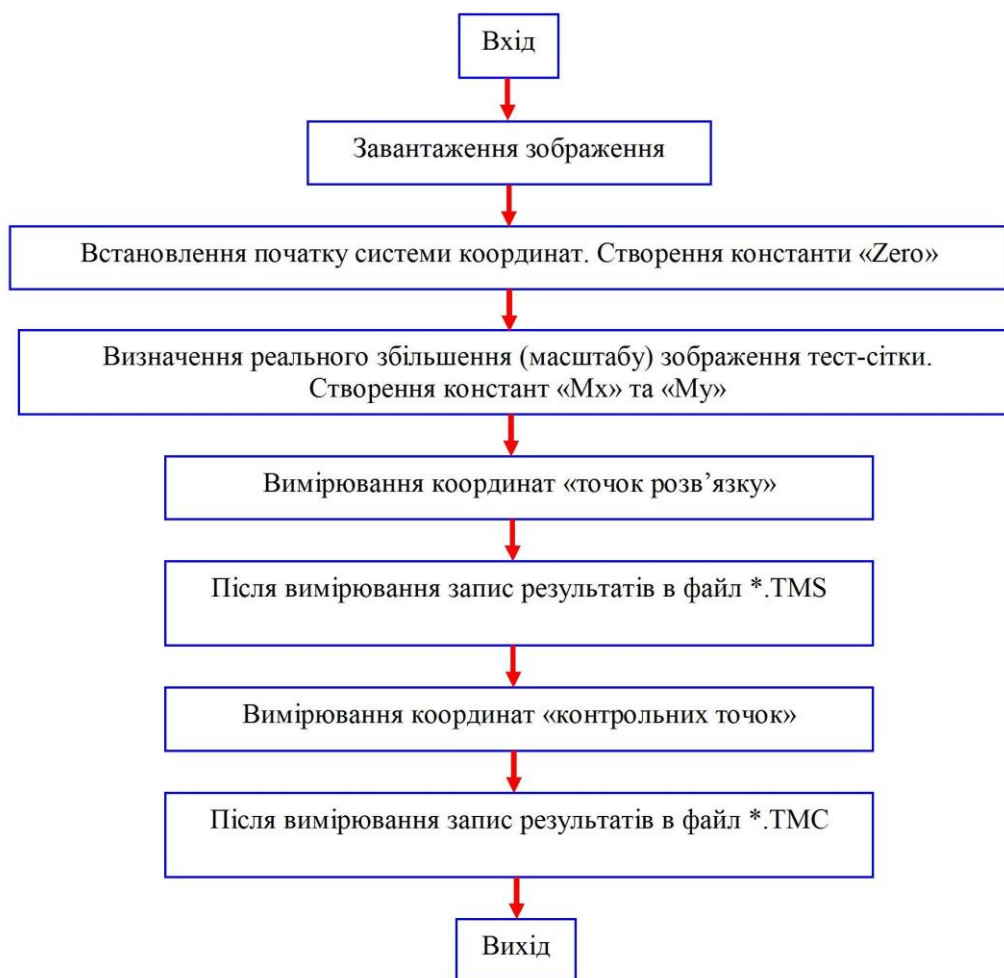 Вхід
Завантаження зображення
Встановлення початку системи координат. Створення константи «Zero»
Визначення реального збільшення (масштабу) зображення тест-сітки.
Створення констант «Mx» та «My»
Вимірювання координат «точок розв’язку»
Після вимірювання запис результатів в файл *.TMS
Вимірювання координат «контрольних точок»
Після вимірювання запис результатів в файл *.TMC
Вихід